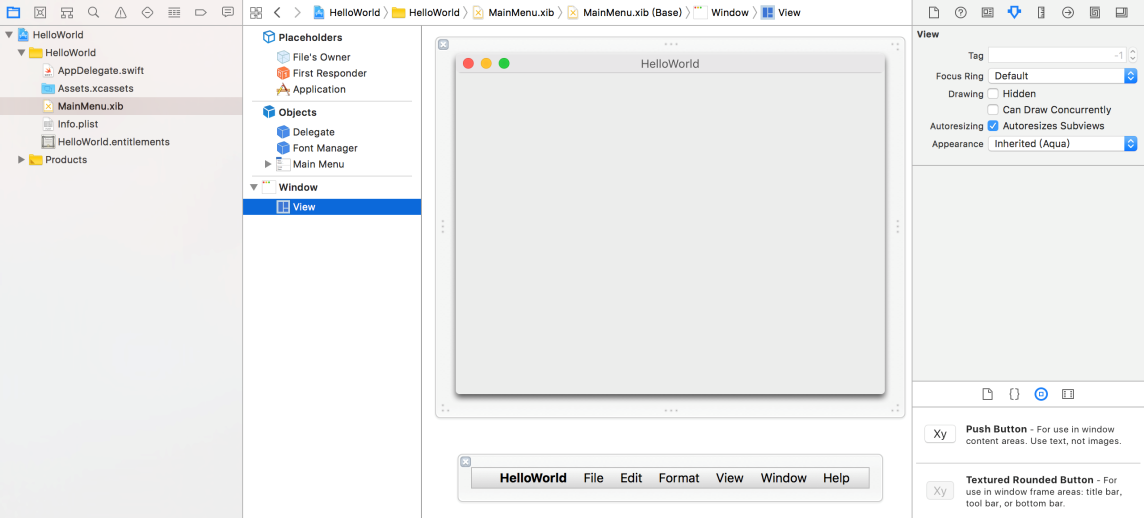 HelloWorld
HelloWorld
AppDelegate.swift
Assets.xcassets
MainMenu.xib
Info.plist
HelloWorld.entitlements
Products
HelloWorld HelloWorld MainMenu.xib MainMenu.xib (Base) Window View
Placeholders
File's Owner
First Responder
Application
Objects
Delegate
Font Manager
Main Menu
Window
View
HelloWorld
HelloWorld File Edit Format View Window Help
View
Tag -1
Focus Ring Default
Drawing Hidden
Can Draw Concurrently
Autoresizing Autoresizes Subviews
Appearance Inherited (Aqua)
{}
Xy
Push Button - For use in window
content areas. Use text, not images.
Xy
Textured Rounded Button - For
use in window frame areas: title bar,
tool bar, or bottom bar.